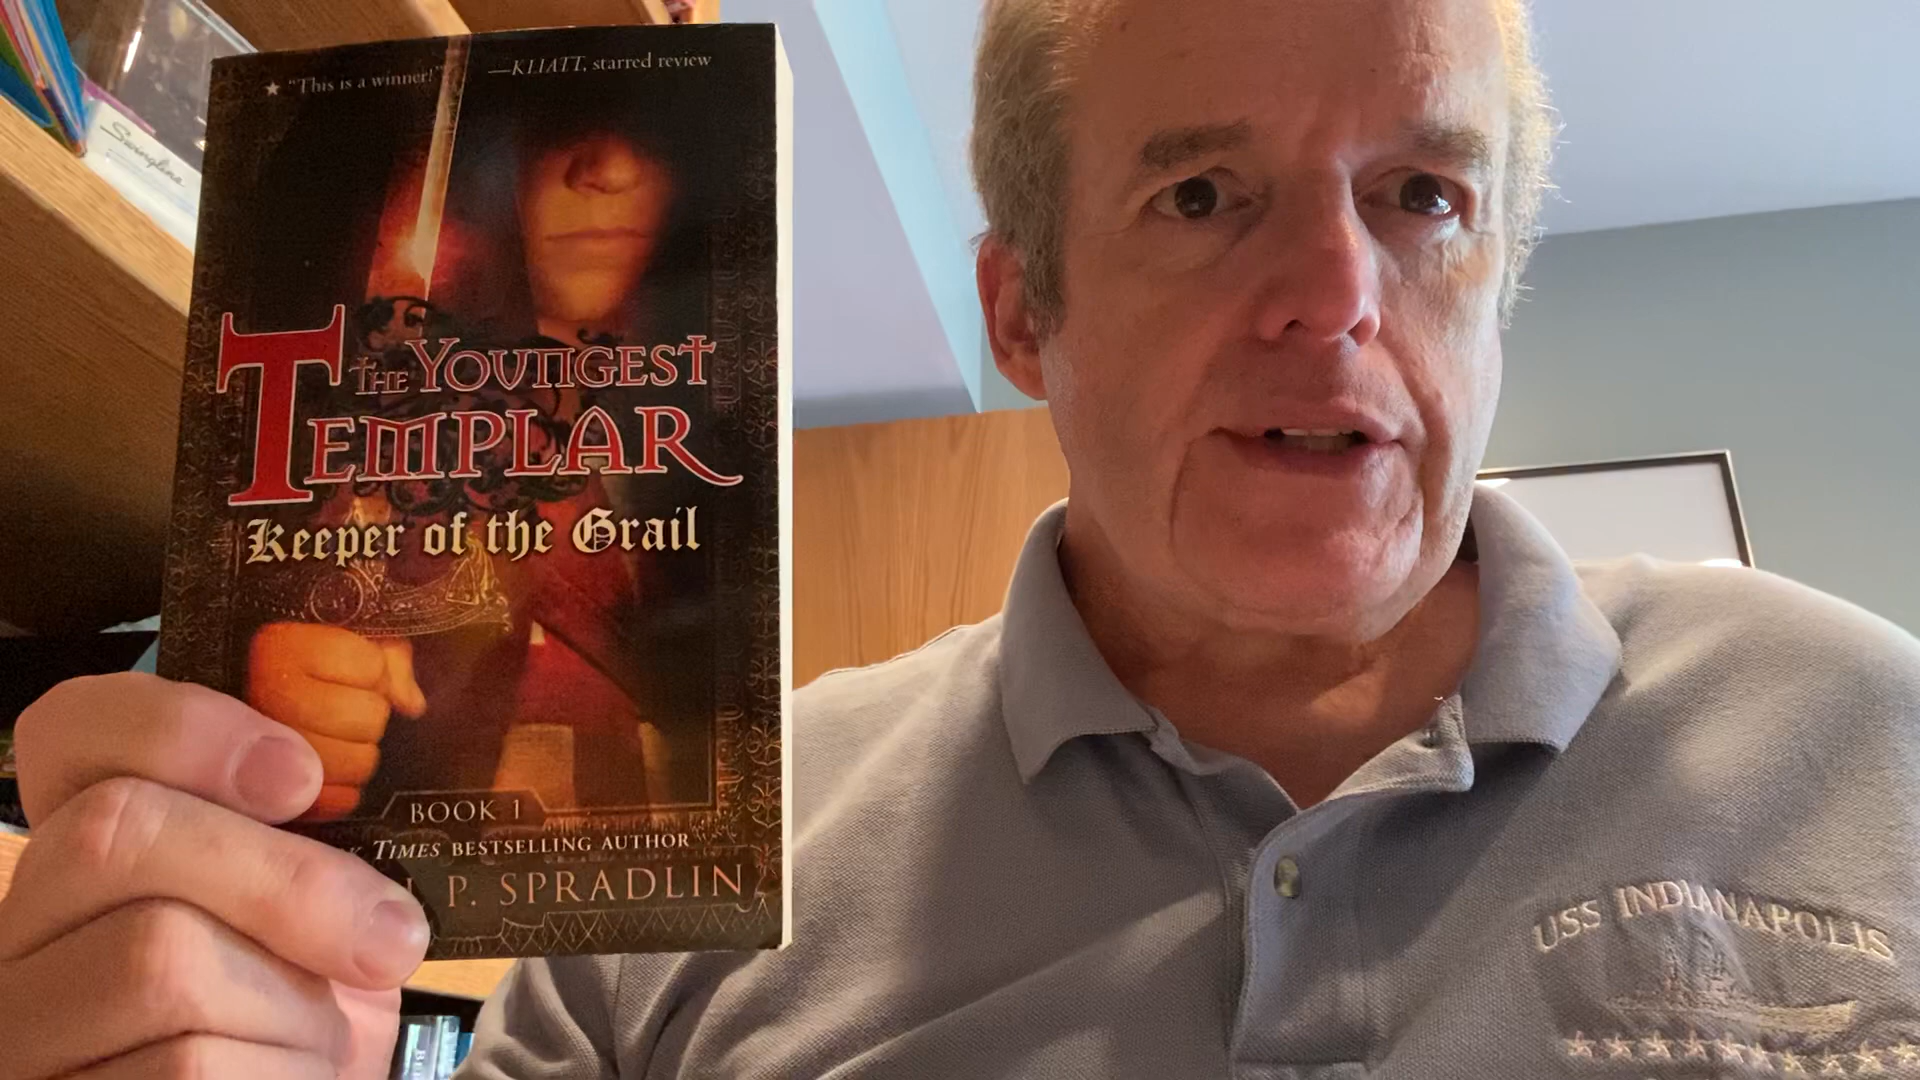 Swingline
★ "This is a winner!" —KLIATT, starred review
THE YOUNGEST
TEMPLAR
Keeper of the Grail
BOOK 1
TIMES BESTSELLING AUTHOR
P. SPRADLIN
USS INDIANAPOLIS